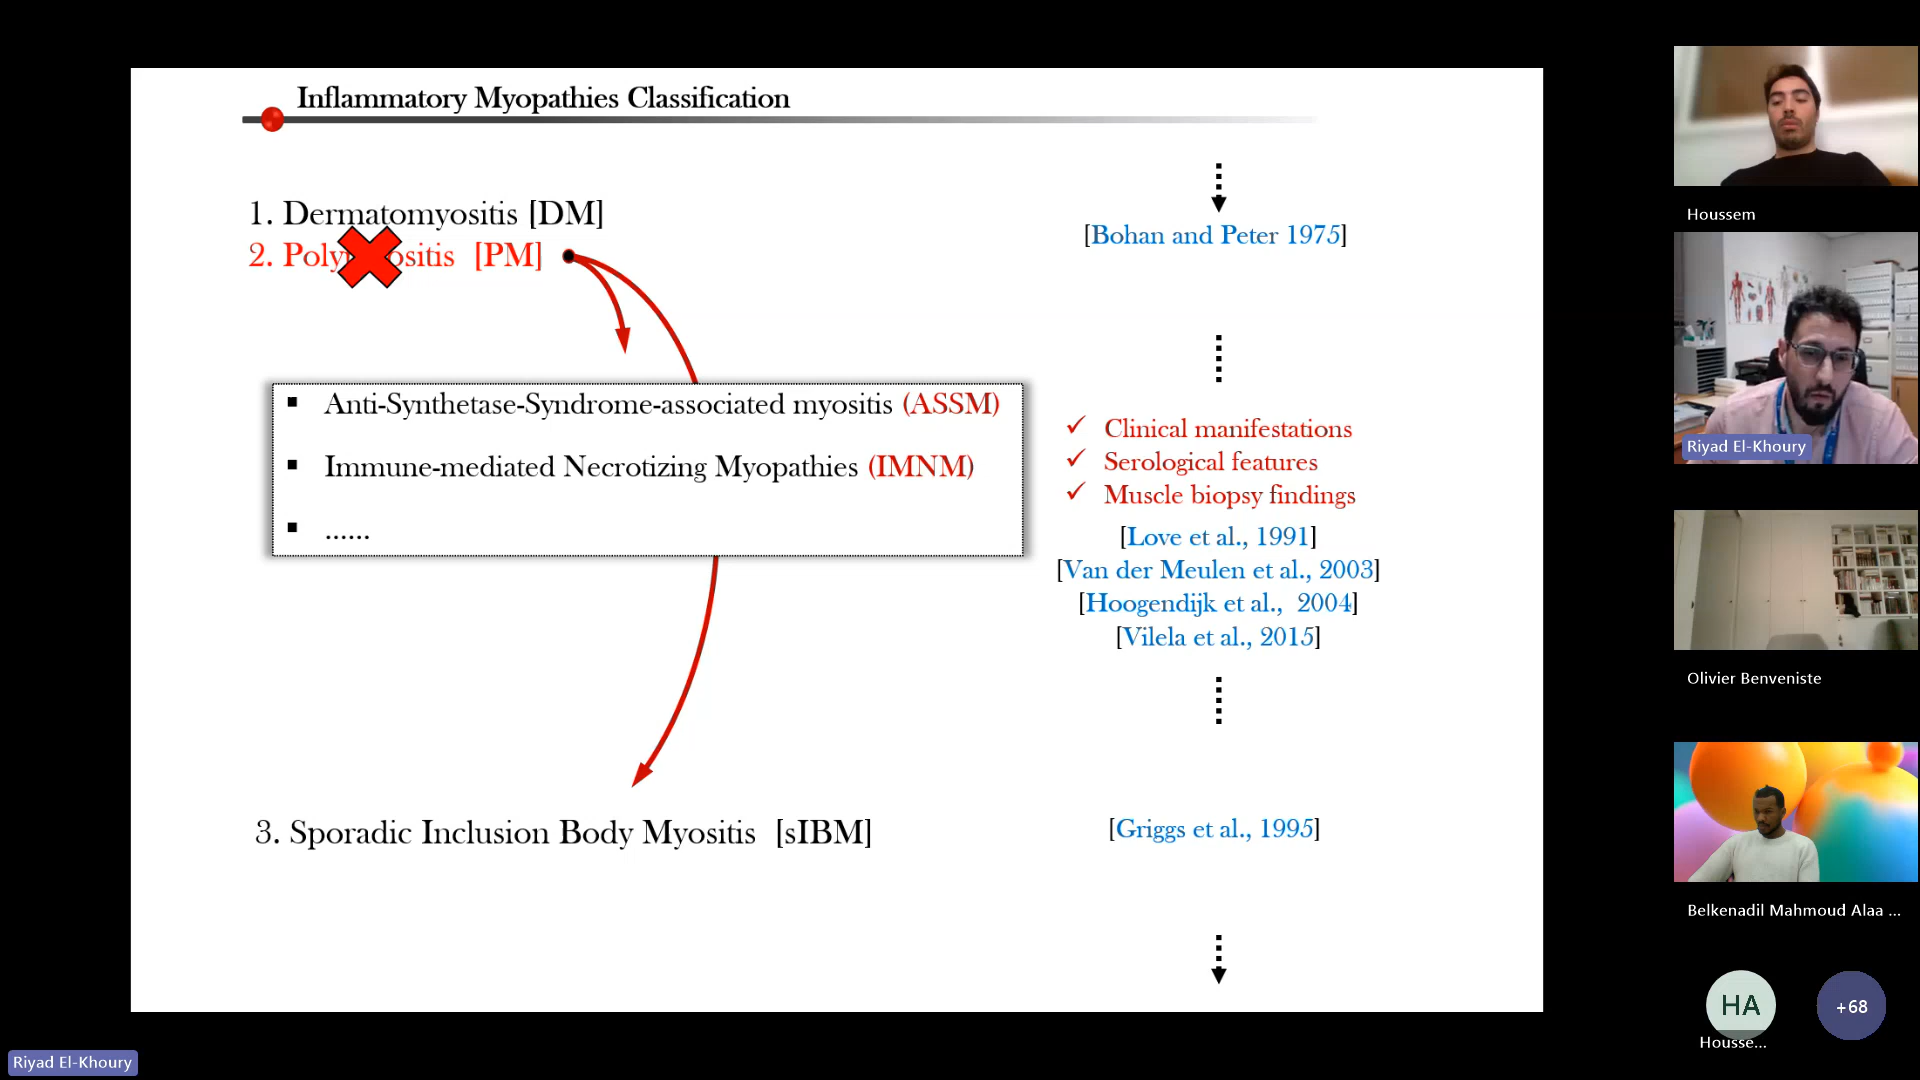 Inflammatory Myopathies Classification
1. Dermatomyositis [DM]
2. Polymyositis [PM]
[Bohan and Peter 1975]
▪ Anti-Synthetase-Syndrome-associated myositis (ASSM)
▪ Immune-mediated Necrotizing Myopathies (IMNM)
▪ ......
✓ Clinical manifestations
✓ Serological features
✓ Muscle biopsy findings
[Love et al., 1991]
[Van der Meulen et al., 2003]
[Hoogendijk et al., 2004]
[Vilela et al., 2015]
3. Sporadic Inclusion Body Myositis [sIBM]
[Griggs et al., 1995]
Houssem
Riyad El-Khoury
Olivier Benveniste
Belkenadil Mahmoud Alaa ...
HA
Housse...
+68
Riyad El-Khoury